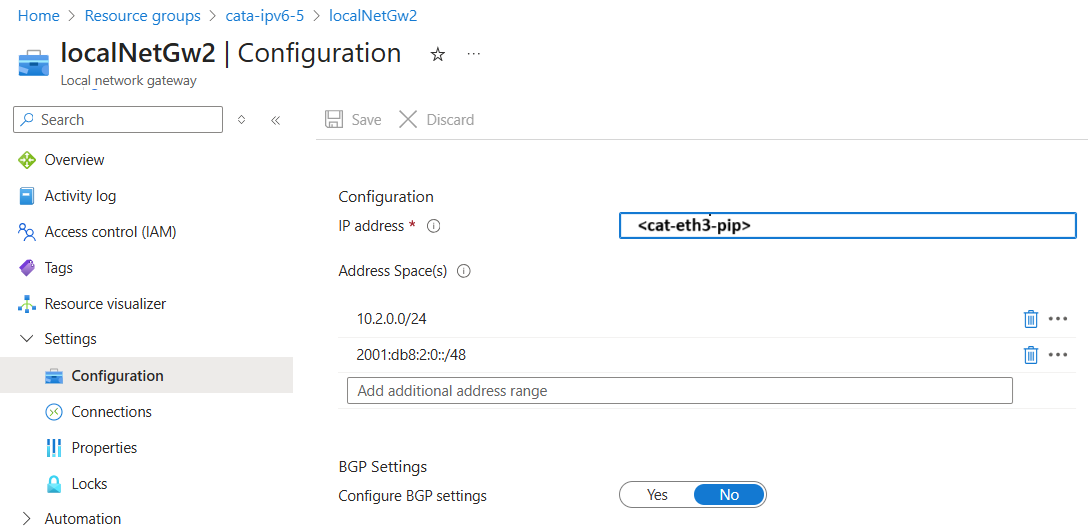 Home > Resource groups > cata-ipv6-5 > localNetGw2
localNetGw2 | Configuration ☆ ...
Local network gateway
Search
Save Discard
Overview
Activity log
Access control (IAM)
Tags
Resource visualizer
Settings
Configuration
Connections
Properties
Locks
Automation
Configuration
IP address * <cat-eth3-pip>
Address Space(s)
10.2.0.0/24
2001:db8:2:0::/48
Add additional address range
BGP Settings
Configure BGP settings Yes No